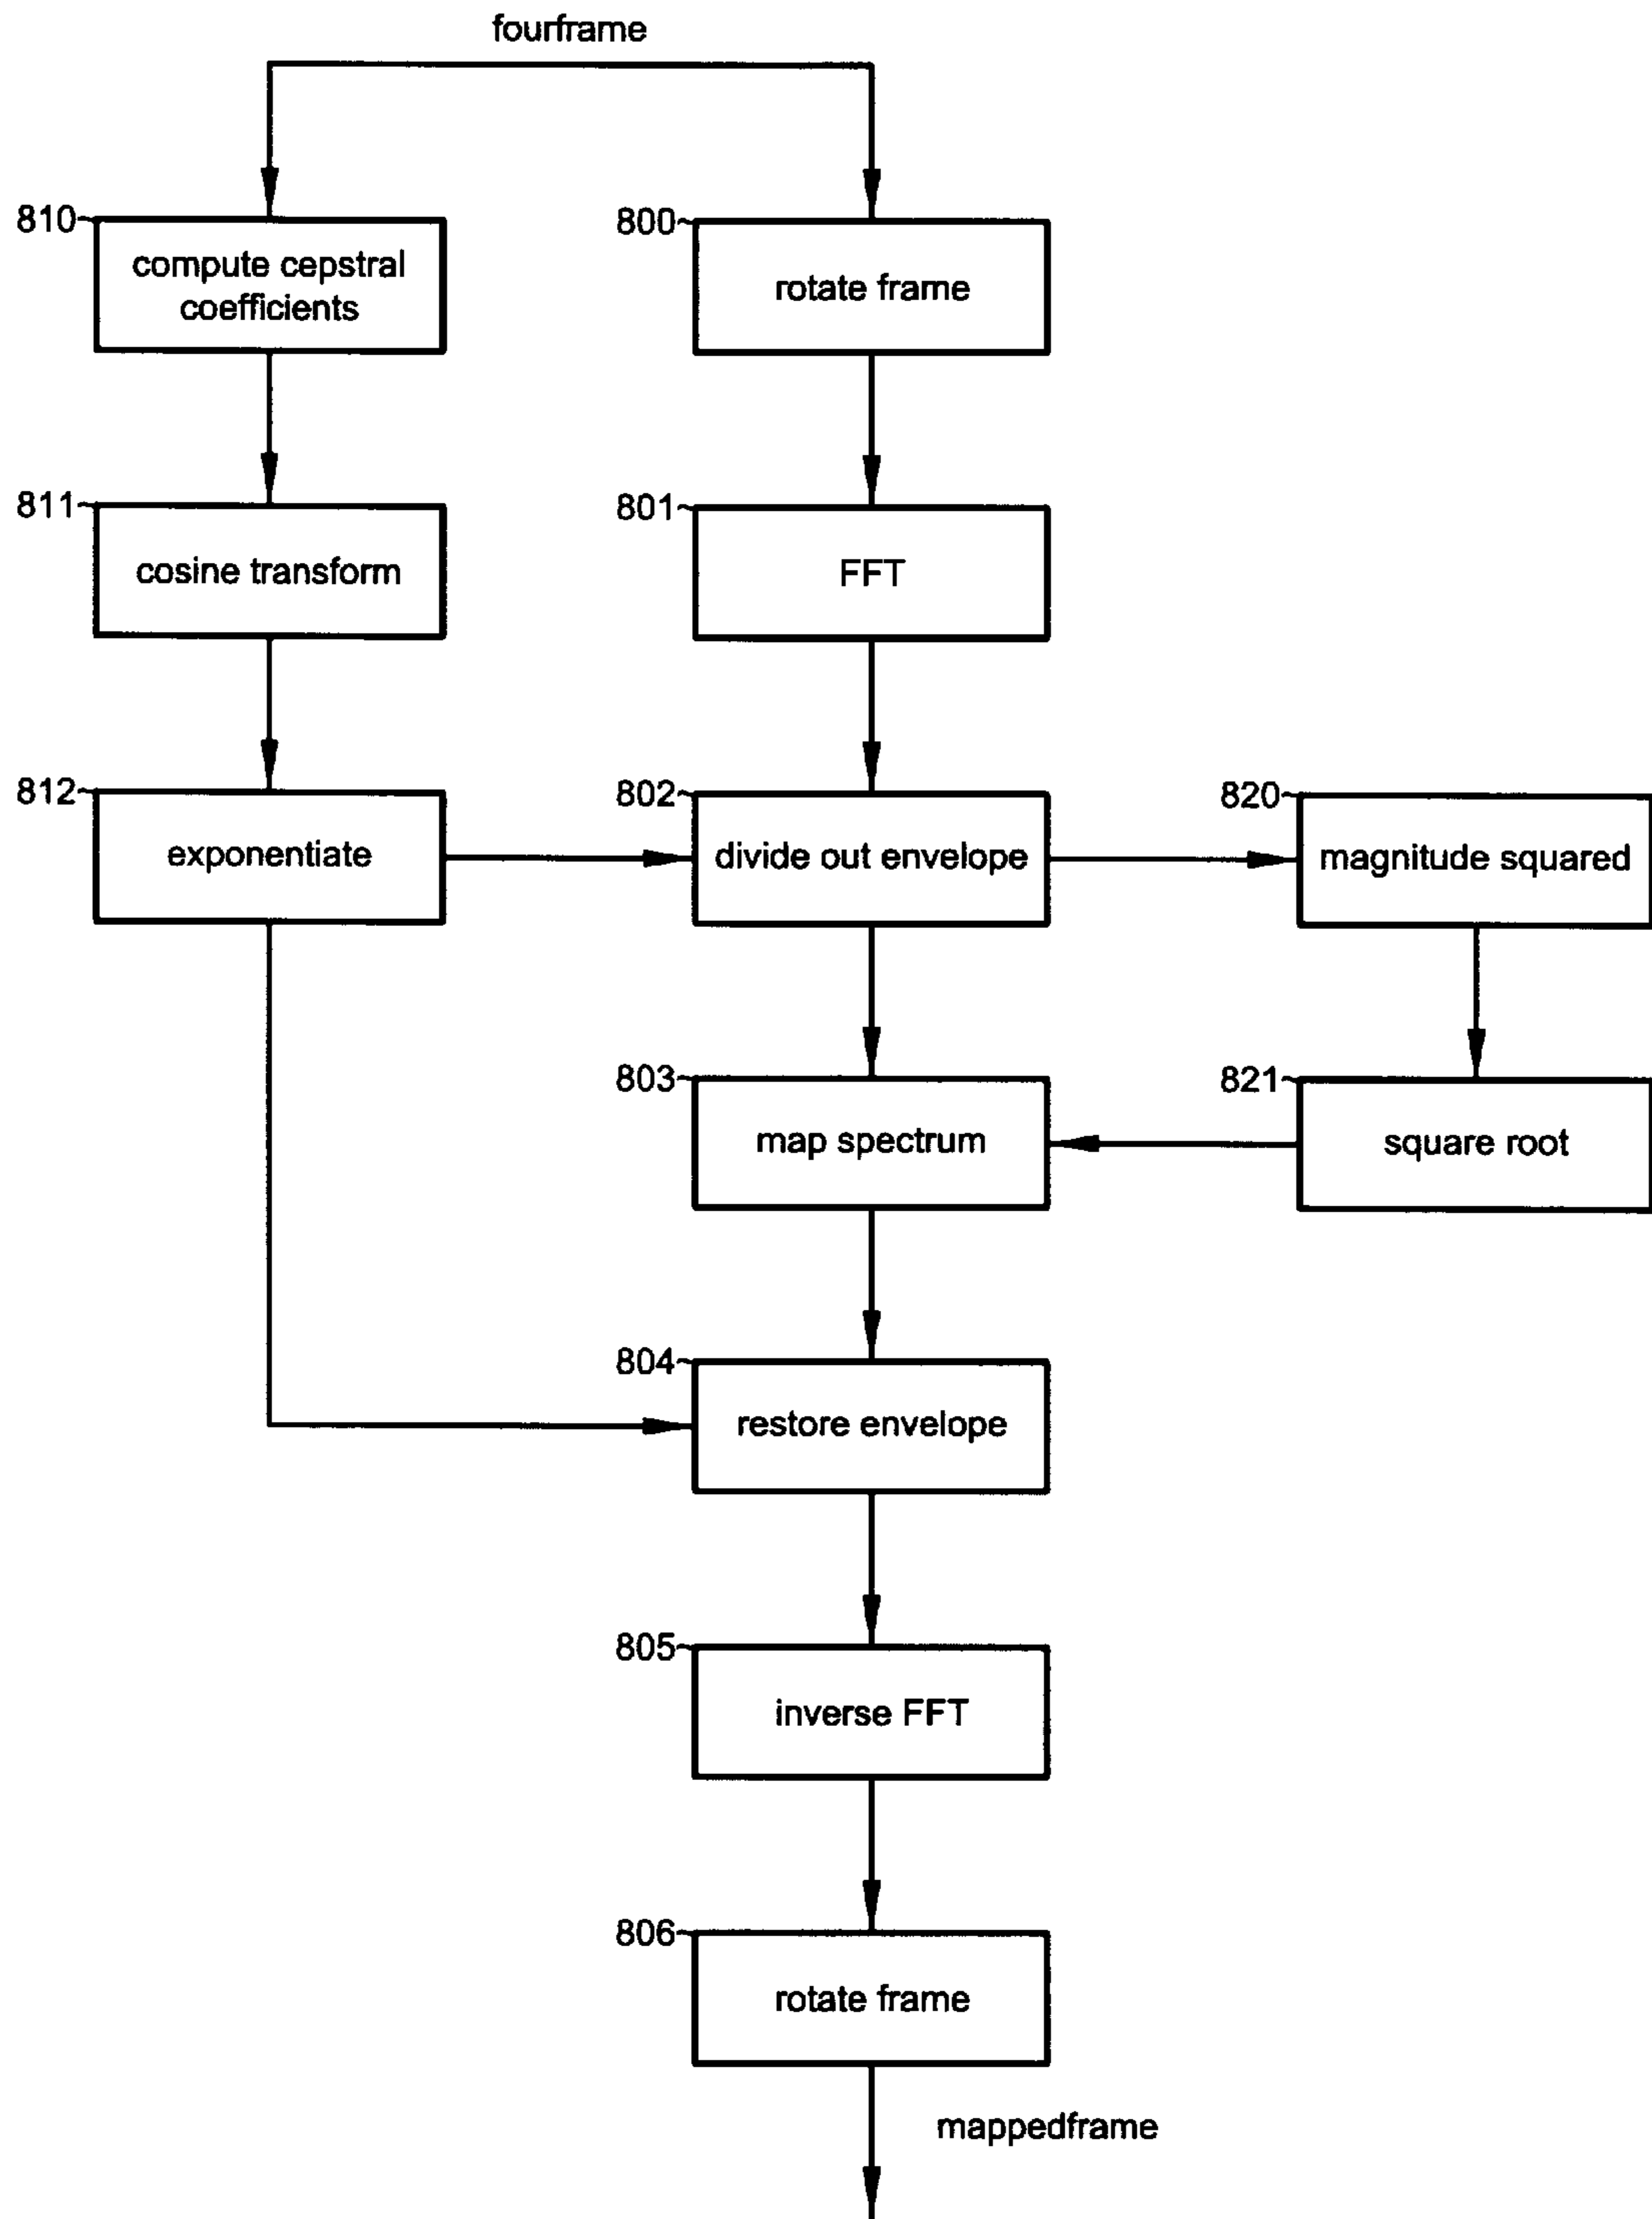 fourframe
810
compute cepstral
coefficients
800
rotate frame
811
cosine transform
801
FFT
812
exponentiate
802
divide out envelope
820
magnitude squared
803
map spectrum
821
square root
804
restore envelope
805
inverse FFT
806
rotate frame
mappedframe